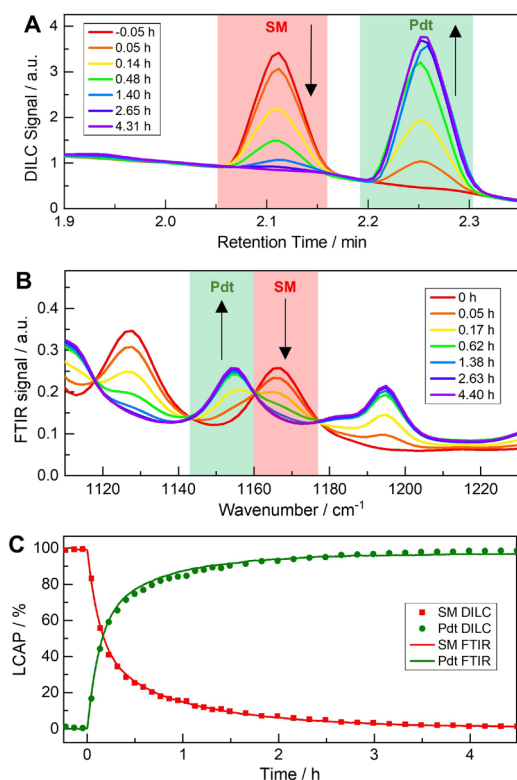 A
SM
Pdt
-0.05 h
0.05 h
0.14 h
0.48 h
1.40 h
2.65 h
4.31 h
DILC Signal / a.u.
4
3
2
1
0
1.9
2.0
2.1
2.2
2.3
Retention Time / min
B
Pdt
SM
0 h
0.05 h
0.17 h
0.62 h
1.38 h
2.63 h
4.40 h
FTIR signal / a.u.
0.4
0.3
0.2
0.1
0.0
1120
1140
1160
1180
1200
1220
Wavenumber / cm⁻¹
C
LCAP / %
100
80
60
40
20
0
SM DILC
Pdt DILC
SM FTIR
Pdt FTIR
0
1
2
3
4
Time / h